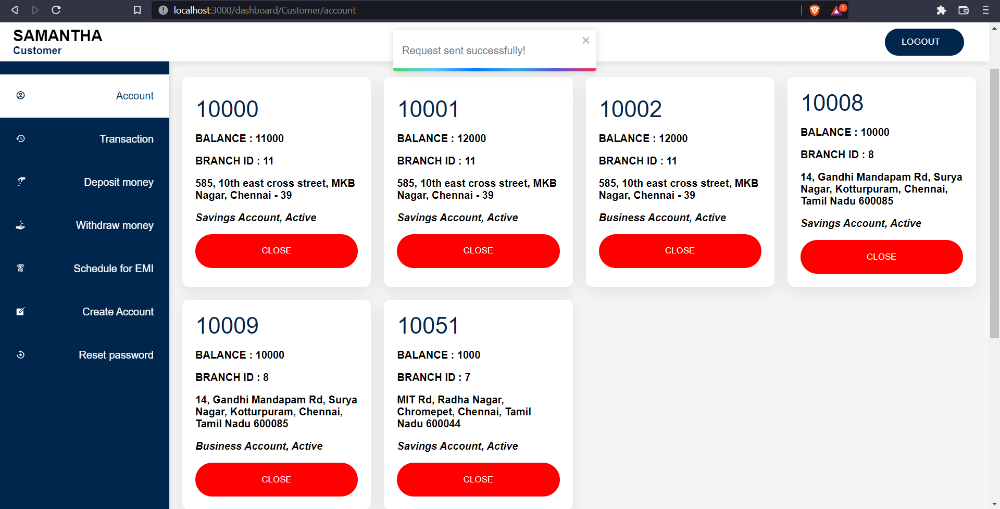 localhost:3000/dashboard/Customer/account
1
SAMANTHA
Customer
Request sent successfully!
LOGOUT
Account
Transaction
Deposit money
Withdraw money
Schedule for EMI
Create Account
Reset password
10000
BALANCE : 11000
BRANCH ID : 11
585, 10th east cross street, MKB
Nagar, Chennai - 39
Savings Account, Active
CLOSE
10001
BALANCE : 12000
BRANCH ID : 11
585, 10th east cross street, MKB
Nagar, Chennai - 39
Savings Account, Active
CLOSE
10002
BALANCE : 12000
BRANCH ID : 11
585, 10th east cross street, MKB
Nagar, Chennai - 39
Business Account, Active
CLOSE
10008
BALANCE : 10000
BRANCH ID : 8
14, Gandhi Mandapam Rd, Surya
Nagar, Kotturpuram, Chennai,
Tamil Nadu 600085
Savings Account, Active
CLOSE
10009
BALANCE : 10000
BRANCH ID : 8
14, Gandhi Mandapam Rd, Surya
Nagar, Kotturpuram, Chennai,
Tamil Nadu 600085
Business Account, Active
CLOSE
10051
BALANCE : 1000
BRANCH ID : 7
MIT Rd, Radha Nagar,
Chromepet, Chennai, Tamil
Nadu 600044
Savings Account, Active
CLOSE